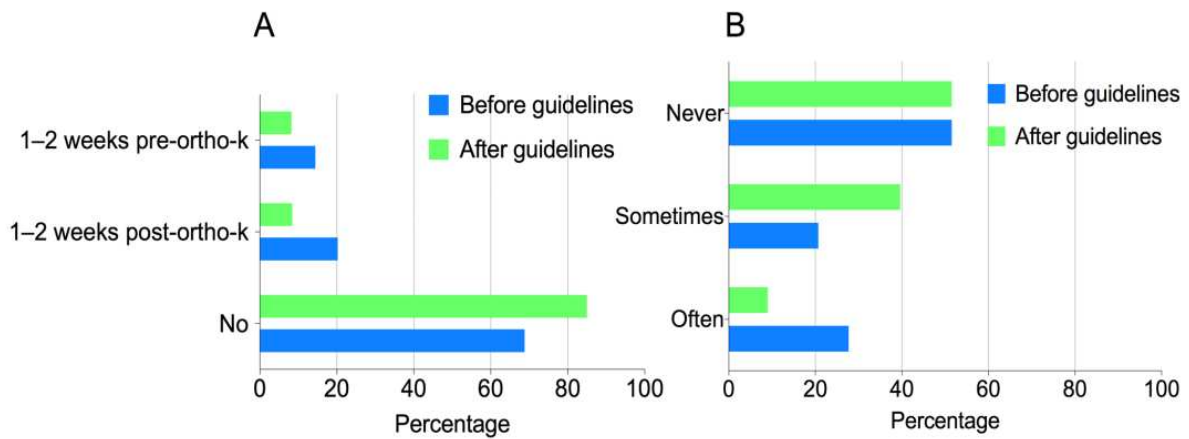 A
Before guidelines
After guidelines
1–2 weeks pre-ortho-k
1–2 weeks post-ortho-k
No
0 20 40 60 80 100
Percentage
B
Before guidelines
After guidelines
Never
Sometimes
Often
0 20 40 60 80 100
Percentage